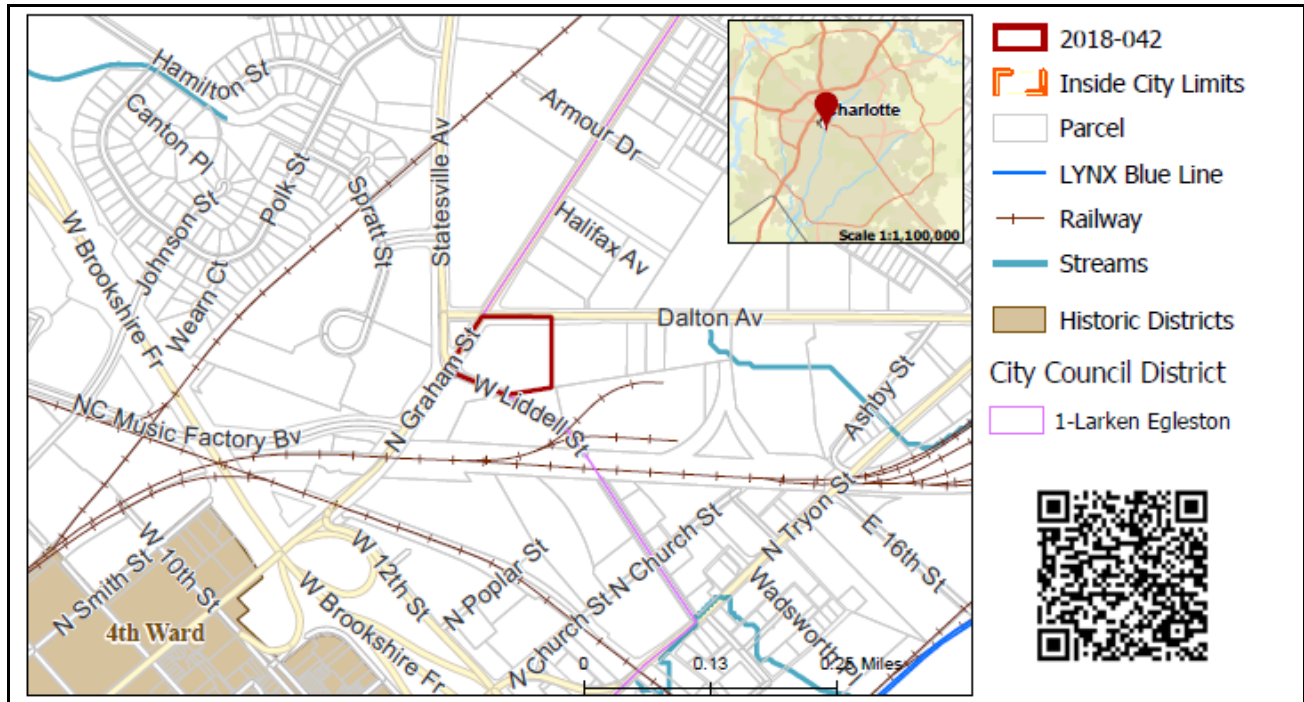 Hamilton St
Canton Pl
Armour Dr
Statesville Av
Polk St
Spratt St
Johnson St
Halifax Av
W Brookshire Fr
Wearn Ct
Dalton Av
N Graham St
W Liddell St
Ashby St
NC Music Factory Bv
N Tryon St
E 16th St
N Church St
W 10th St
W 12th St
N Poplar St
N Smith St
4th Ward
W Brookshire Fr
N Church St
Wadsworth Pl
0 0.13 0.25 Miles
harlotte
Scale 1:1,100,000
2018-042
Inside City Limits
Parcel
LYNX Blue Line
Railway
Streams
Historic Districts
City Council District
1-Larken Egleston